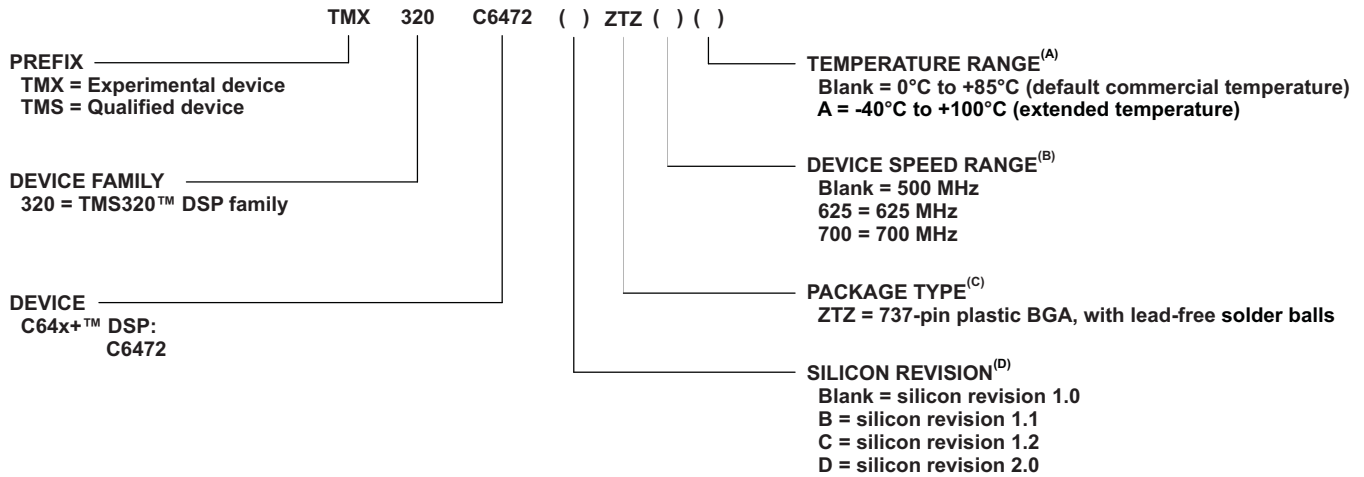 TMX 320 C6472 ( ) ZTZ ( ) ( )
PREFIX
TMX = Experimental device
TMS = Qualified device
DEVICE FAMILY
320 = TMS320™ DSP family
DEVICE
C64x+™ DSP:
C6472
TEMPERATURE RANGE(A)
Blank = 0°C to +85°C (default commercial temperature)
A = -40°C to +100°C (extended temperature)
DEVICE SPEED RANGE(B)
Blank = 500 MHz
625 = 625 MHz
700 = 700 MHz
PACKAGE TYPE(C)
ZTZ = 737-pin plastic BGA, with lead-free solder balls
SILICON REVISION(D)
Blank = silicon revision 1.0
B = silicon revision 1.1
C = silicon revision 1.2
D = silicon revision 2.0